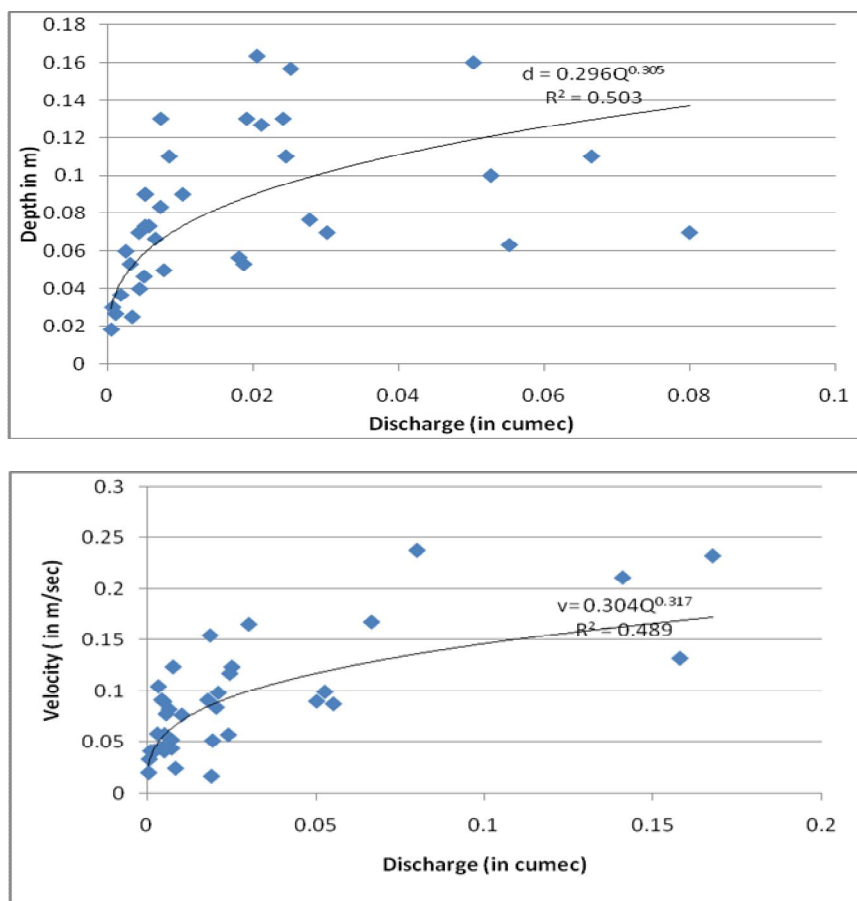 0.18
0.16
0.14
0.12
0.1
0.08
0.06
0.04
0.02
0
Depth in m)
d = 0.296Q^0.305
R² = 0.503
0 0.02 0.04 0.06 0.08 0.1
Discharge (in cumec)
0.3
0.25
0.2
0.15
0.1
0.05
0
Velocity ( in m/sec)
v= 0.304Q^0.317
R² = 0.489
0 0.05 0.1 0.15 0.2
Discharge (in cumec)